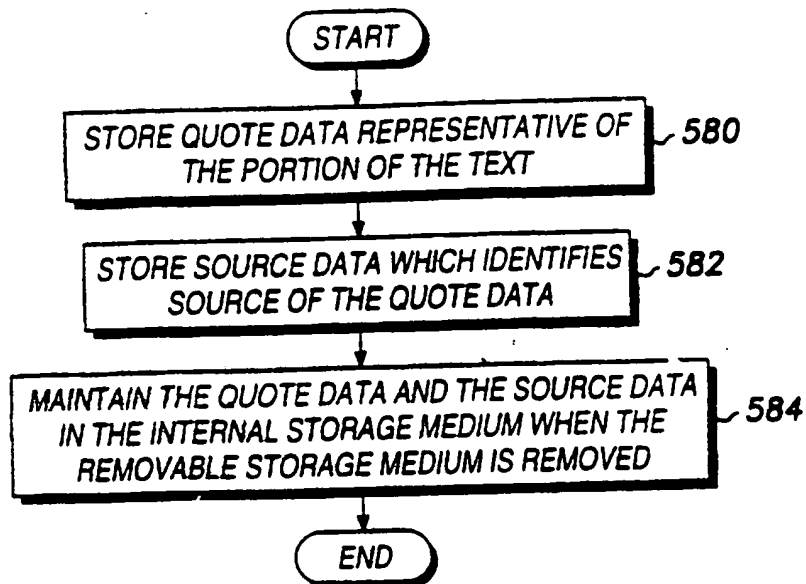 START
STORE QUOTE DATA REPRESENTATIVE OF
THE PORTION OF THE TEXT
580
STORE SOURCE DATA WHICH IDENTIFIES
SOURCE OF THE QUOTE DATA
582
MAINTAIN THE QUOTE DATA AND THE SOURCE DATA
IN THE INTERNAL STORAGE MEDIUM WHEN THE
REMOVABLE STORAGE MEDIUM IS REMOVED
584
END